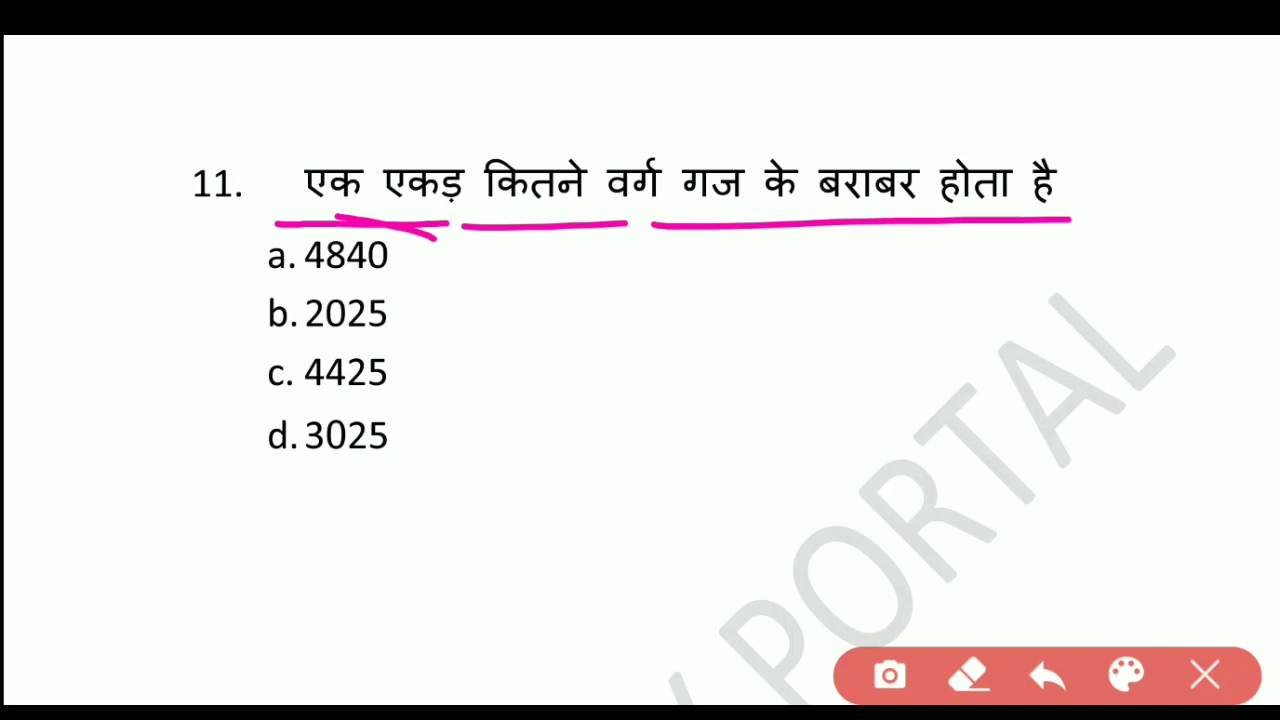 11. एक एकड़ कितने वर्ग गज के बराबर होता है
a. 4840
b. 2025
c. 4425
d. 3025
PORTAL